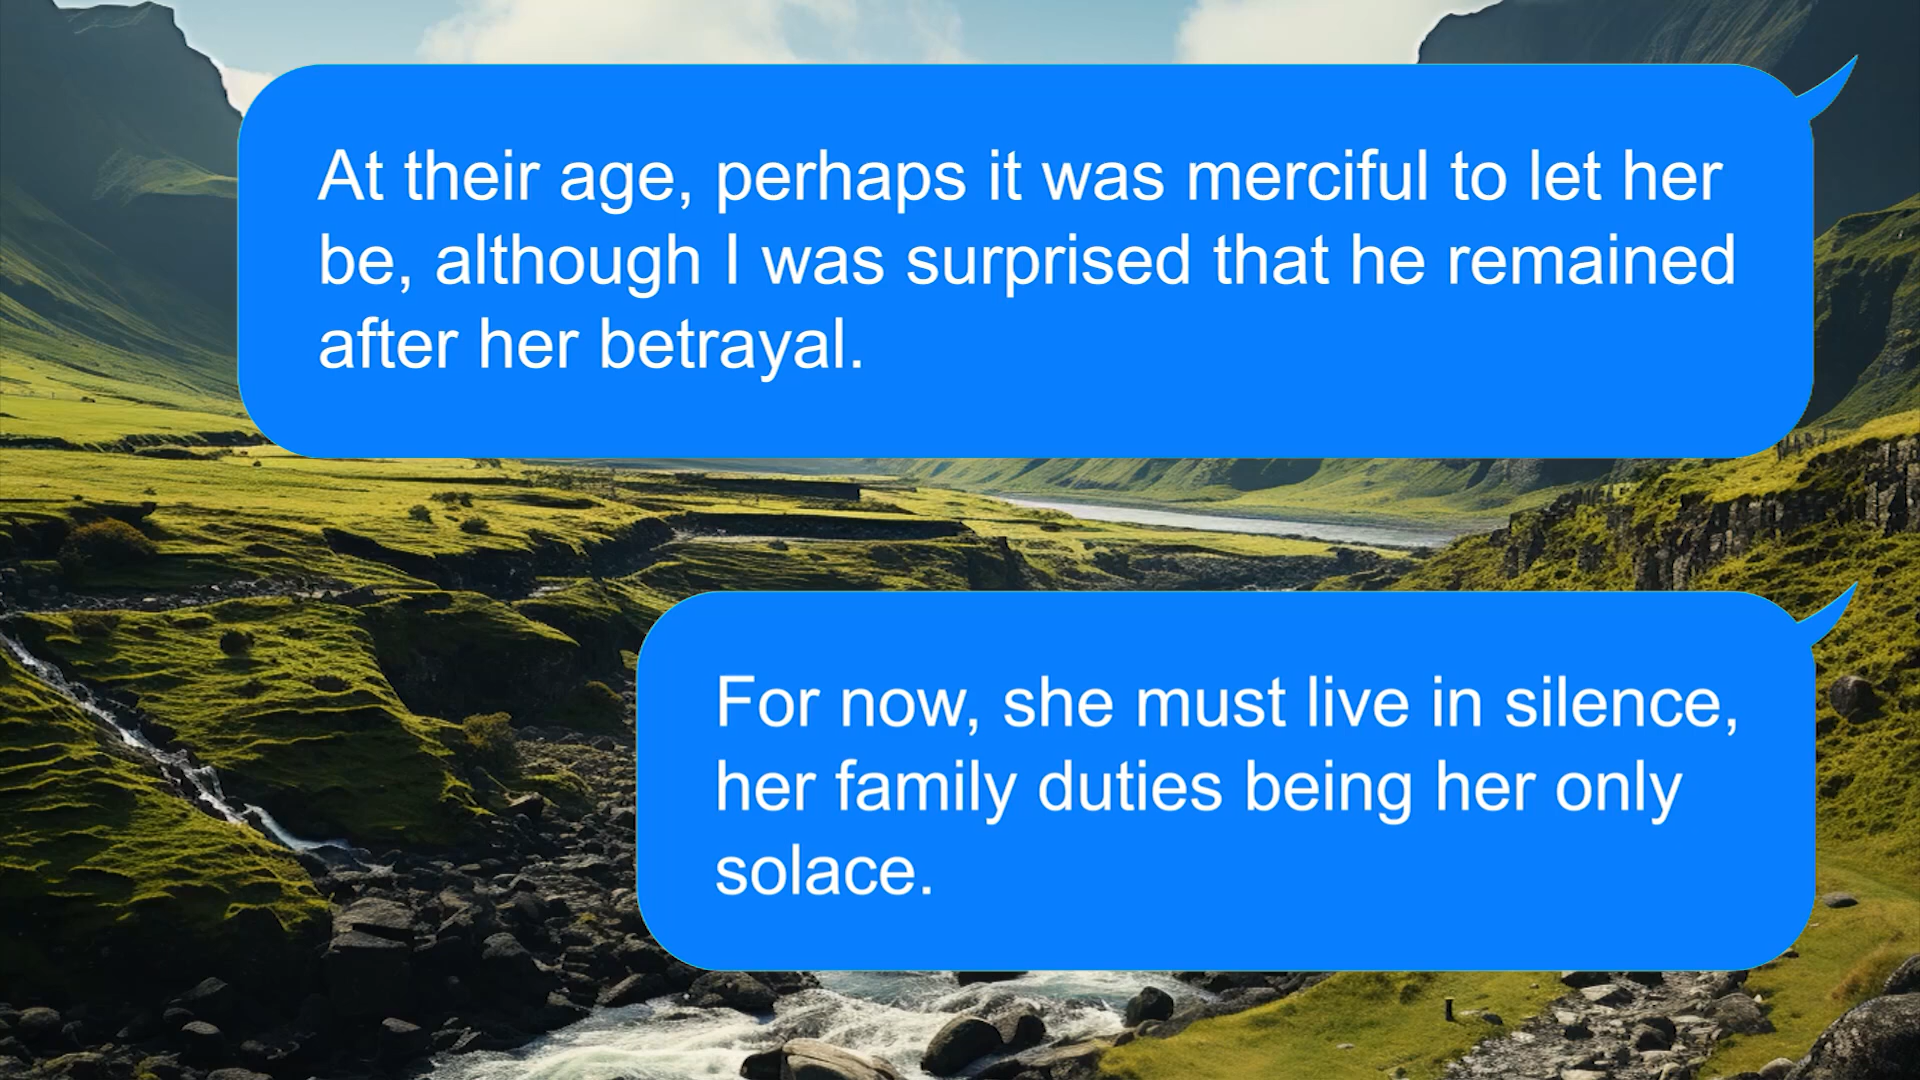 At their age, perhaps it was merciful to let her
be, although I was surprised that he remained
after her betrayal.
For now, she must live in silence,
her family duties being her only
solace.